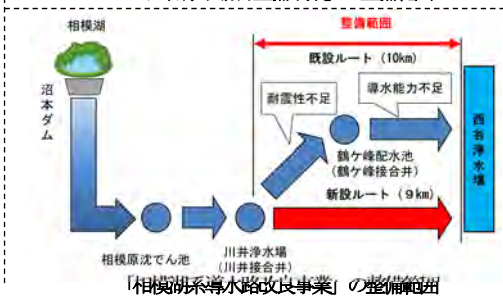 整備範囲
相模湖
既設ルート（10km）
沼本ダム
耐震性不足
導水能力不足
西谷浄水場
鶴ケ峰配水池
（鶴ケ峰接合井）
新設ルート（9km）
相模原沈でん池
川井浄水場
（川井接合井）
「相模湖系導水路改良事業」の整備範囲